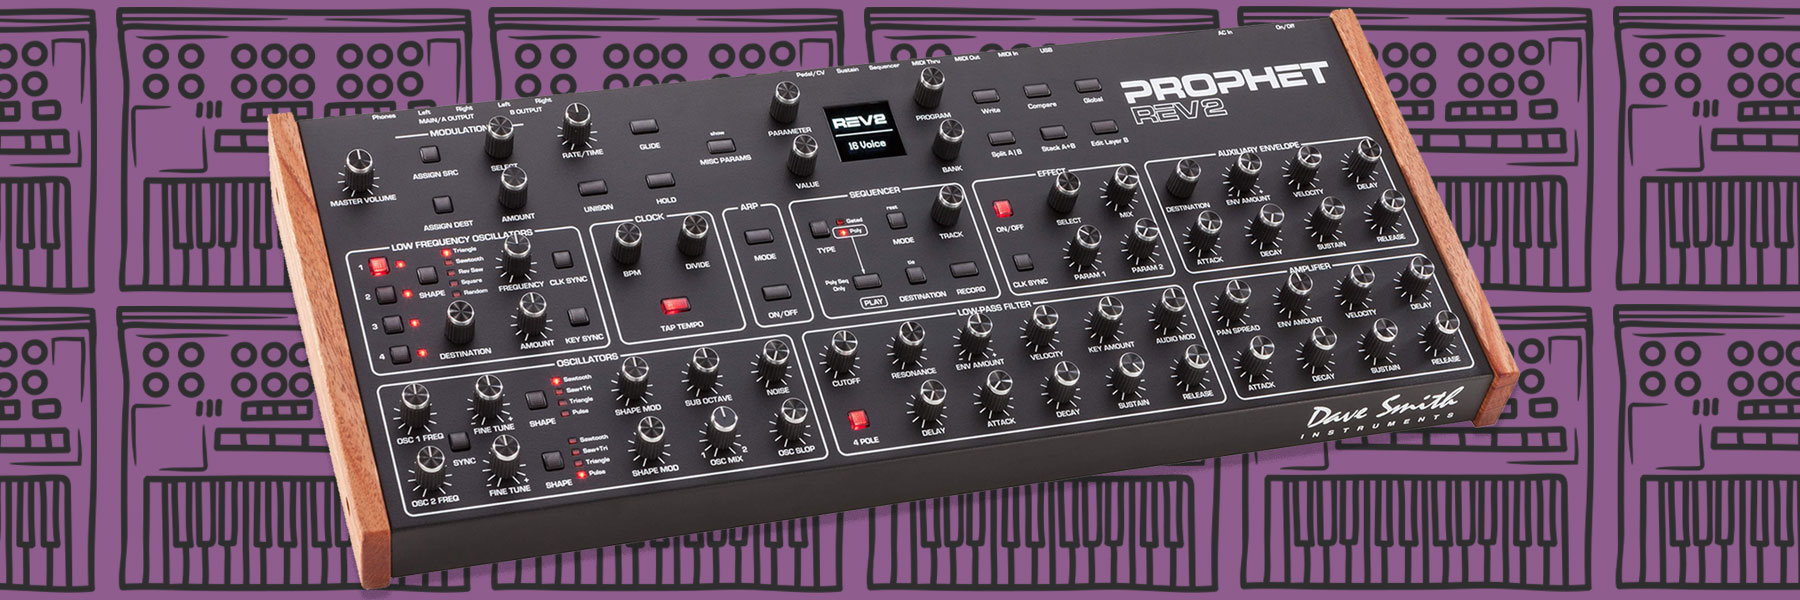 Pedal/CV
Sustain
Sequencer
MIDI Thru
MIDI Out
MIDI In
USB
AC In
On/Off
Phones
Left
Right
MAIN/A OUTPUT
Left
Right
B OUTPUT
PROPHET
REV2
MODULATION
MASTER VOLUME
ASSIGN SRC
SELECT
RATE/TIME
GLIDE
show
MISC PARAMS
PARAMETER
REV2
16 Voice
PROGRAM
Write
Compare
Global
ASSIGN DEST
AMOUNT
UNISON
HOLD
VALUE
BANK
Split A|B
Stack A+B
Edit Layer B
LOW FREQUENCY OSCILLATORS
1
2
3
4
SHAPE
Triangle
Sawtooth
Rev Saw
Square
Random
FREQUENCY
CLK SYNC
DESTINATION
AMOUNT
KEY SYNC
CLOCK
BPM
DIVIDE
TAP TEMPO
ARP
MODE
ON/OFF
SEQUENCER
TYPE
Gated
Poly
rest
MODE
TRACK
Poly Seq
Only
PLAY
tie
DESTINATION
RECORD
EFFECT
ON/OFF
SELECT
MIX
CLK SYNC
PARAM 1
PARAM 2
AUXILIARY ENVELOPE
DESTINATION
ENV AMOUNT
VELOCITY
DELAY
ATTACK
DECAY
SUSTAIN
RELEASE
OSCILLATORS
OSC 1 FREQ
FINE TUNE
SHAPE
Sawtooth
Saw+Tri
Triangle
Pulse
SHAPE MOD
SUB OCTAVE
NOISE
SYNC
OSC 2 FREQ
FINE TUNE
SHAPE
Sawtooth
Saw+Tri
Triangle
Pulse
SHAPE MOD
1
OSC MIX
2
OSC SLOP
LOW-PASS FILTER
CUTOFF
RESONANCE
ENV AMOUNT
VELOCITY
KEY AMOUNT
AUDIO MOD
4 POLE
DELAY
ATTACK
DECAY
SUSTAIN
RELEASE
AMPLIFIER
PAN SPREAD
ENV AMOUNT
VELOCITY
DELAY
ATTACK
DECAY
SUSTAIN
RELEASE
Dave Smith
INSTRUMENTS